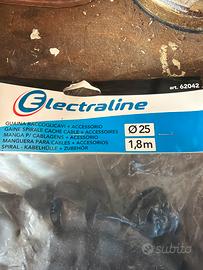 Electraline
art. 62042
GUAINA RACCOGLICAVI + ACCESSORIO
GAINE SPIRALE CACHE CABLE + ACCESSOIRES
MANGA P/ CABLAGENS + ACESSÓRIO
MANGUERA PARA CABLES + ACCESORIOS
SPIRAL - KABELHÜLLE + ZUBEHÖR
Ø 25
1,8m
subito